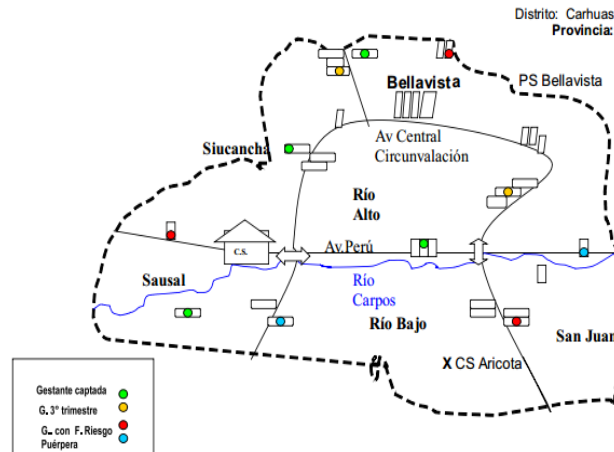 Distrito: Carhuas
Provincia:
Bellavista
PS Bellavista
Av Central
Circunvalación
Siucancha
Río
Alto
Av. Perú
C.S.
Sausal
Río
Carpos
Río Bajo
San Juan
X CS Aricota
Gestante captada
G. 3° trimestre
G... con F. Riesgo
Puérpera